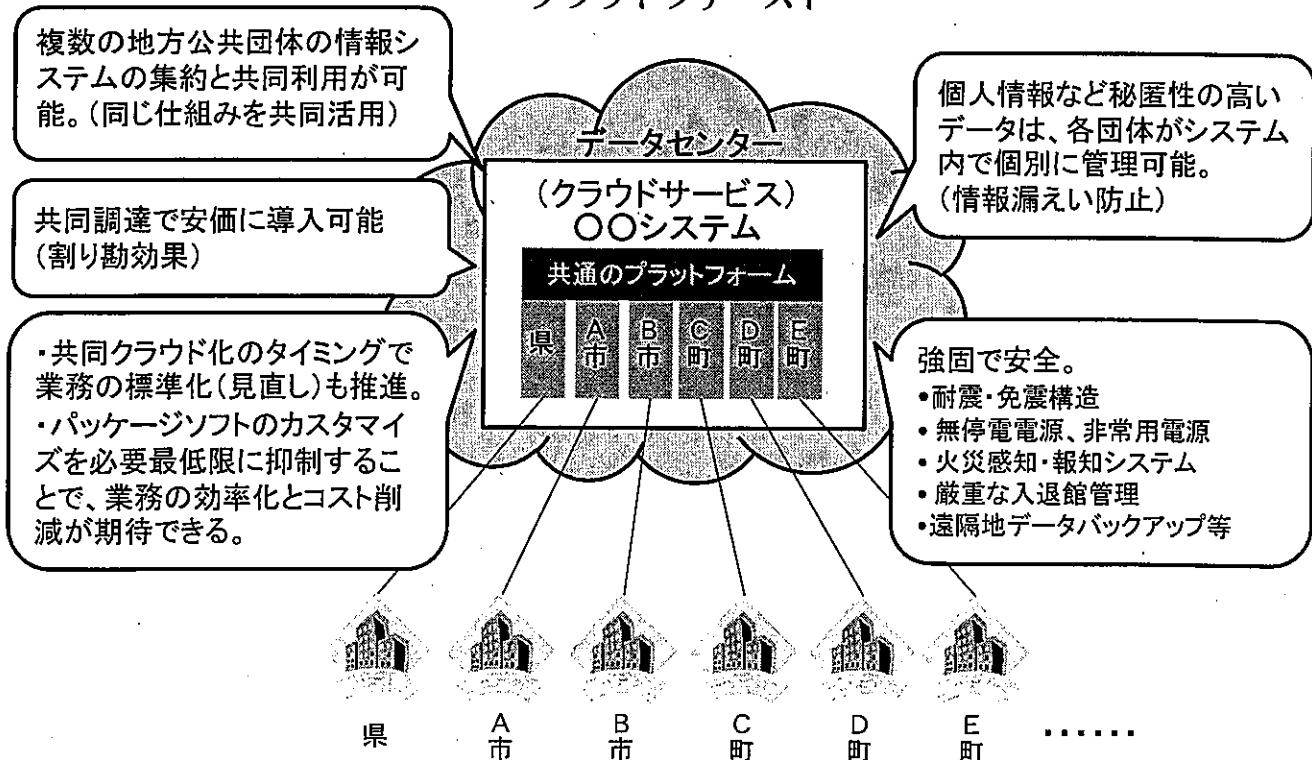 複数の地方公共団体の情報シ
ステムの集約と共同利用が可
能。(同じ仕組みを共同活用)
共同調達で安価に導入可能
(割り勘効果)
・共同クラウド化のタイミングで
業務の標準化(見直し)も推進。
・パッケージソフトのカスタマイ
ズを必要最低限に抑制するこ
とで、業務の効率化とコスト削
減が期待できる。
データセンター
(クラウドサービス)
〇〇システム
共通のプラットフォーム
県
A市
B市
C町
D町
E町
個人情報など秘匿性の高い
データは、各団体がシステム
内で個別に管理可能。
(情報漏えい防止)
強固で安全。
•耐震・免震構造
• 無停電電源、非常用電源
• 火災感知・報知システム
• 厳重な入退館管理
•遠隔地データバックアップ等
県
A市
B市
C町
D町
E町
……